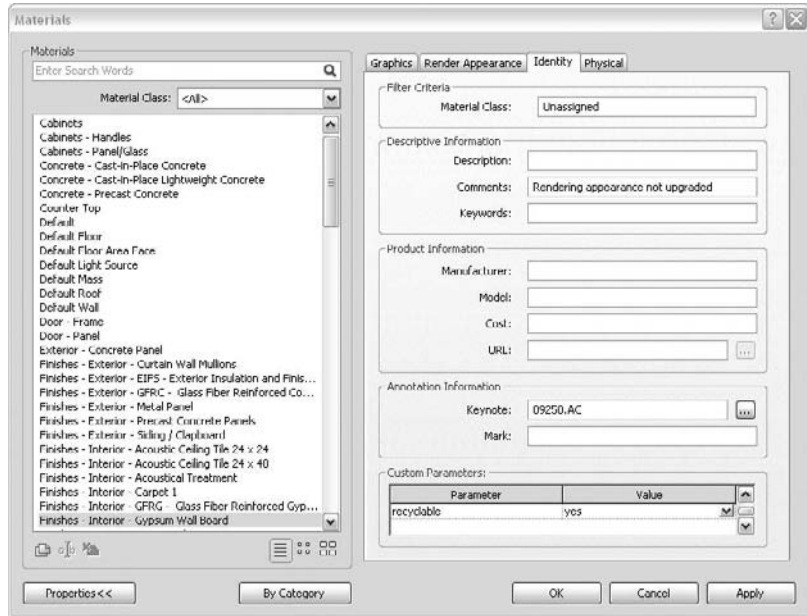 Materials
Materials
Enter Search Words
Material Class: <All>
Cabinets
Cabinets - Handles
Cabinets - Panel/Glass
Concrete - Cast-in-Place Concrete
Concrete - Cast-in-Place Lightweight Concrete
Concrete - Precast Concrete
Counter Top
Default
Default Floor
Default Floor Area Face
Default Light Source
Default Mass
Default Roof
Default Wall
Door - Frame
Door - Panel
Exterior - Concrete Panel
Finishes - Exterior - Curtain Wall Mullions
Finishes - Exterior - EIFS - Exterior Insulation and Finis...
Finishes - Exterior - GFRC - Glass Fiber Reinforced Co...
Finishes - Exterior - Metal Panel
Finishes - Exterior - Precast Concrete Panels
Finishes - Exterior - Siding / Clapboard
Finishes - Interior - Acoustic Ceiling Tile 24 x 24
Finishes - Interior - Acoustic Ceiling Tile 24 x 48
Finishes - Interior - Acoustical Treatment
Finishes - Interior - Carpet 1
Finishes - Interior - GFRG - Glass Fiber Reinforced Gyp...
Finishes - Interior - Gypsum Wall Board
Properties<<
By Category
Graphics Render Appearance Identity Physical
Filter Criteria
Material Class: Unassigned
Descriptive Information
Description:
Comments: Rendering appearance not upgraded
Keywords:
Product Information
Manufacturer:
Model:
Cost:
URL: ...
Annotation Information
Keynote: 09250.AC ...
Mark:
Custom Parameters:
Parameter Value
recyclable yes
OK Cancel Apply